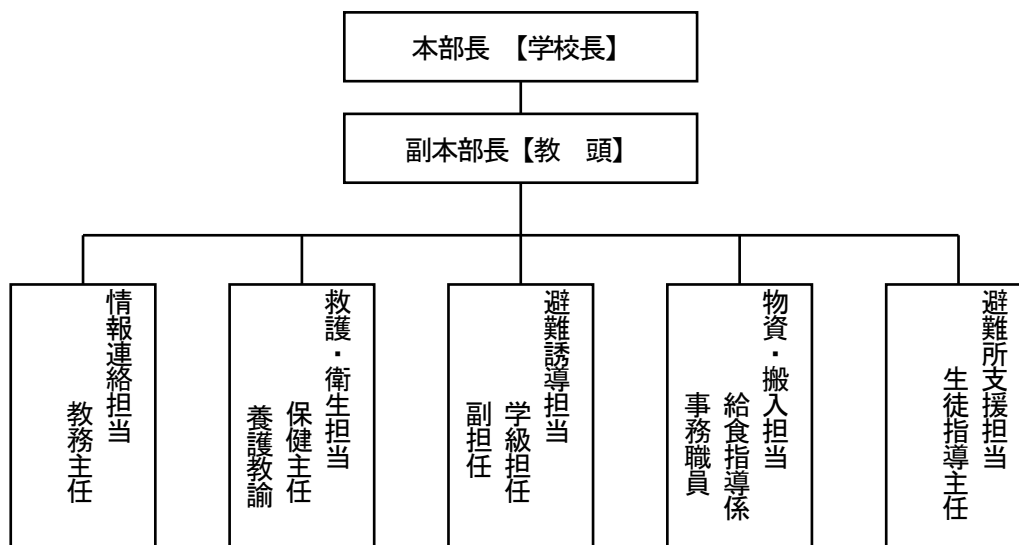 本部長 【学校長】
副本部長【教　頭】
情報連絡担当
教務主任
救護・衛生担当
保健主任
養護教諭
避難誘導担当
学級担任
副担任
物資・搬入担当
給食指導係
事務職員
避難所支援担当
生徒指導主任